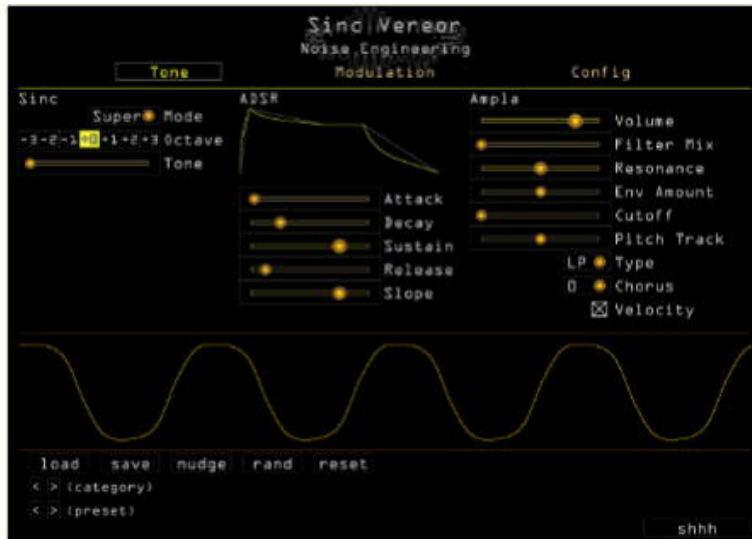 Sinc Vereor
Noise Engineering
Tone Modulation Config
Sinc
Super Mode
-3 -2 -1 +0 +1 +2 +3 Octave
Tone
ADSR
Attack
Decay
Sustain
Release
Slope
Ampla
Volume
Filter Mix
Resonance
Env Amount
Cutoff
Pitch Track
LP Type
0 Chorus
Velocity
load save nudge rand reset
< > (category)
< > (preset)
shhh